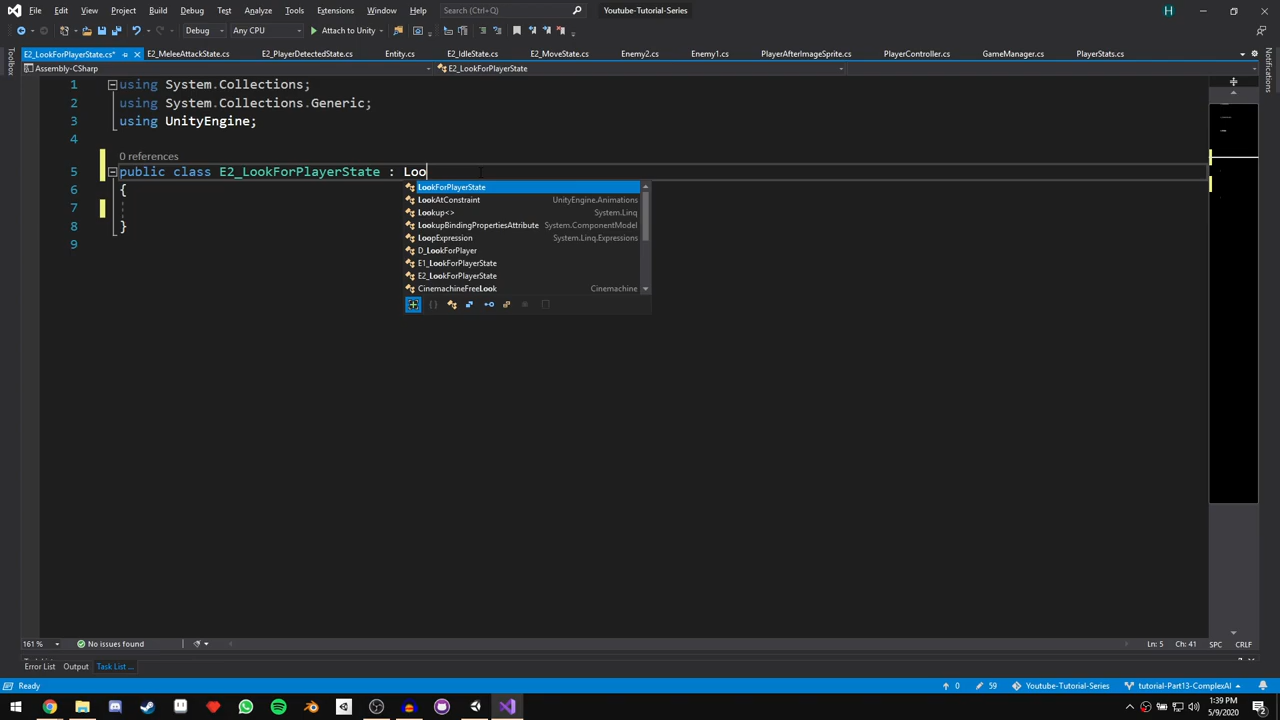 File Edit View Project Build Debug Test Analyze Tools Extensions Window Help Search (Ctrl+Q) Youtube-Tutorial-Series H
Debug Any CPU Attach to Unity
E2_LookForPlayerState.cs* E2_MeleeAttackState.cs E2_PlayerDetectedState.cs Entity.cs E2_IdleState.cs E2_MoveState.cs Enemy2.cs Enemy1.cs PlayerAfterImageSprite.cs PlayerController.cs GameManager.cs PlayerStats.cs
Toolbox
Notifications
Assembly-CSharp E2_LookForPlayerState
1 using System.Collections;
2 using System.Collections.Generic;
3 using UnityEngine;
4
0 references
5 public class E2_LookForPlayerState : Loo
6 {
7
8 }
9
LookForPlayerState
LookAtConstraint UnityEngine.Animations
Lookup<> System.Linq
LookupBindingPropertiesAttribute System.ComponentModel
LoopExpression System.Linq.Expressions
D_LookForPlayer
E1_LookForPlayerState
E2_LookForPlayerState
CinemachineFreeLook Cinemachine
161 % No issues found Ln: 5 Ch: 41 SPC CRLF
Error List Output Task List ...
Ready 0 59 Youtube-Tutorial-Series tutorial-Part13-ComplexAI
1:39 PM
5/9/2020
2